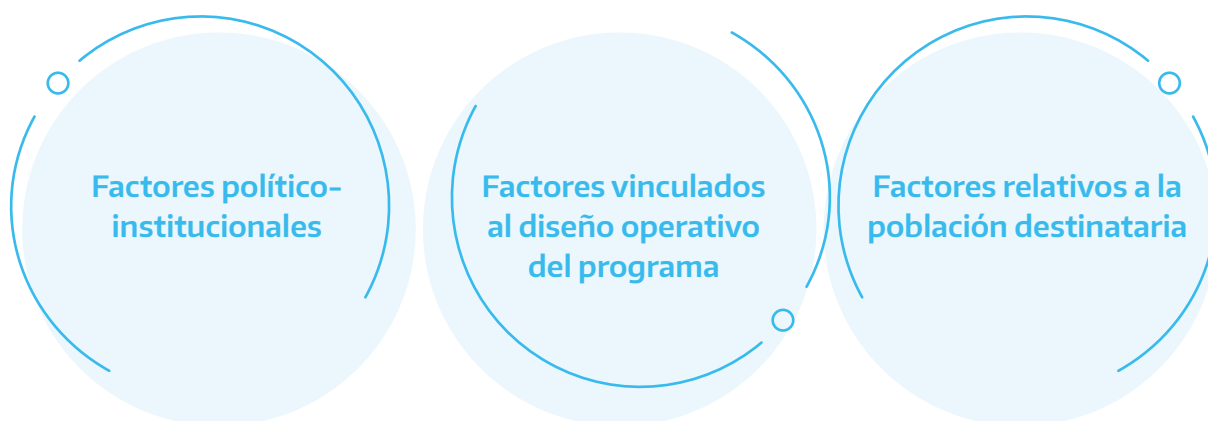 Factores político-
institucionales
Factores vinculados
al diseño operativo
del programa
Factores relativos a la
población destinataria